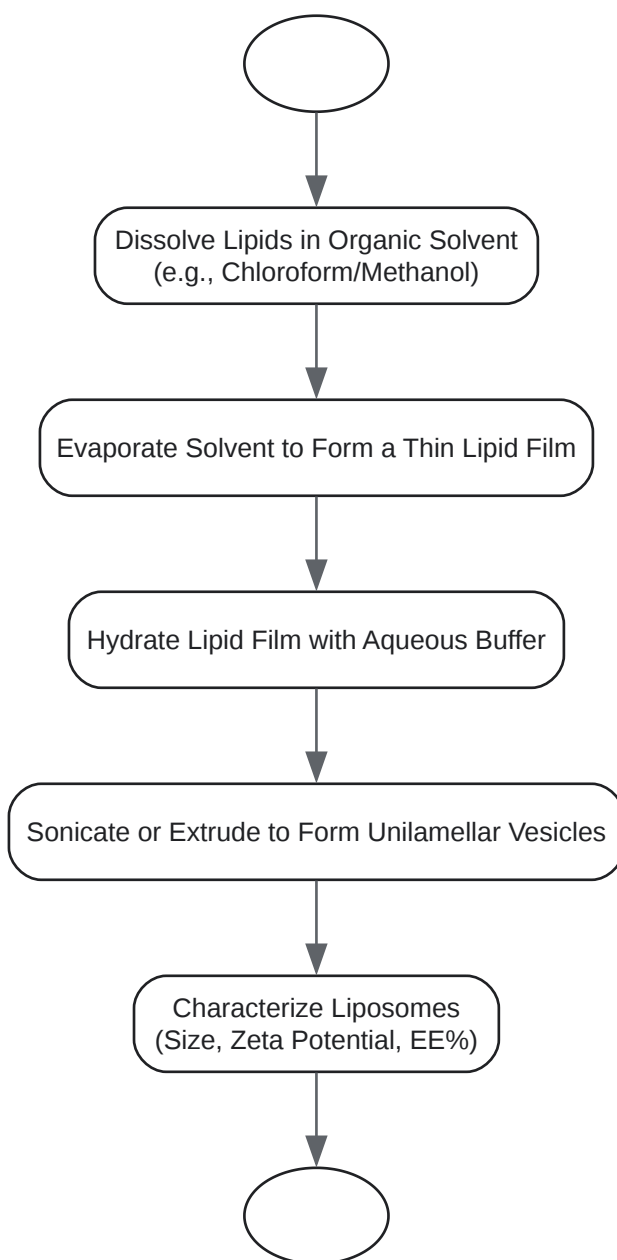 Dissolve Lipids in Organic Solvent
(e.g., Chloroform/Methanol)
Evaporate Solvent to Form a Thin Lipid Film
Hydrate Lipid Film with Aqueous Buffer
Sonicate or Extrude to Form Unilamellar Vesicles
Characterize Liposomes
(Size, Zeta Potential, EE%)